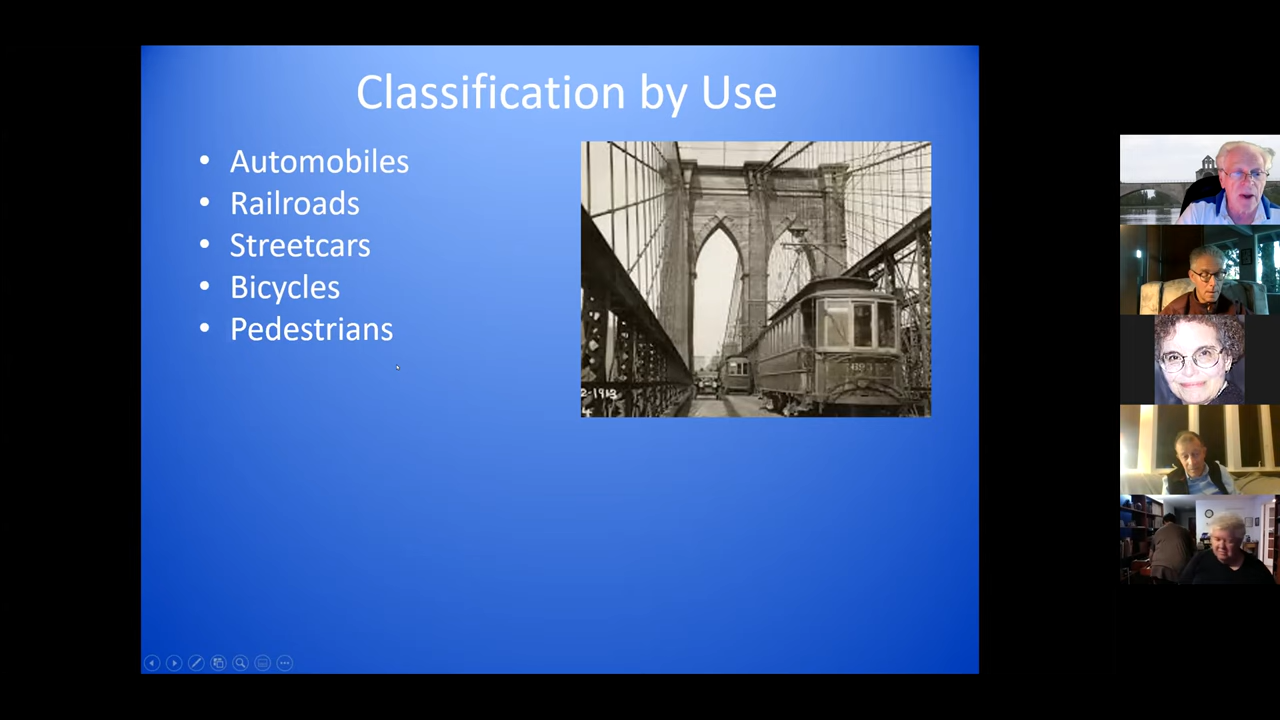 Classification by Use
• Automobiles
• Railroads
• Streetcars
• Bicycles
• Pedestrians
2-1913